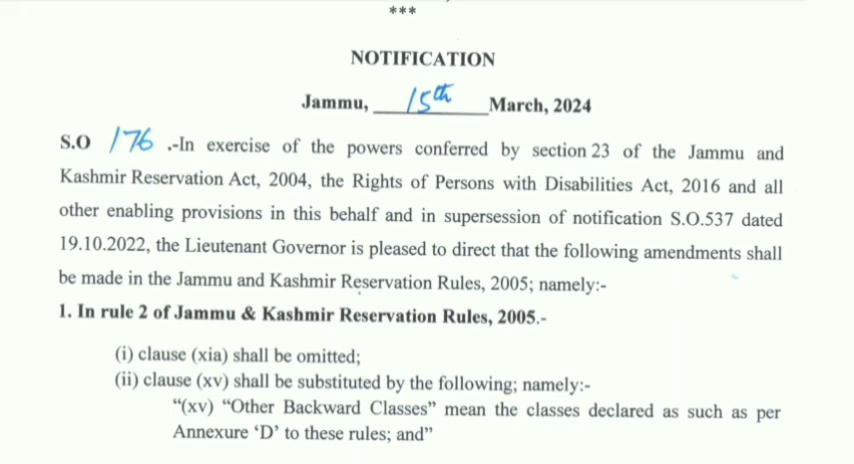 ***
NOTIFICATION
Jammu, 15th March, 2024
S.O 176 .-In exercise of the powers conferred by section 23 of the Jammu and
Kashmir Reservation Act, 2004, the Rights of Persons with Disabilities Act, 2016 and all
other enabling provisions in this behalf and in supersession of notification S.O.537 dated
19.10.2022, the Lieutenant Governor is pleased to direct that the following amendments shall
be made in the Jammu and Kashmir Reservation Rules, 2005; namely:-
1. In rule 2 of Jammu & Kashmir Reservation Rules, 2005.-
(i) clause (xia) shall be omitted;
(ii) clause (xv) shall be substituted by the following; namely:-
“(xv) “Other Backward Classes” mean the classes declared as such as per
Annexure ‘D’ to these rules; and”